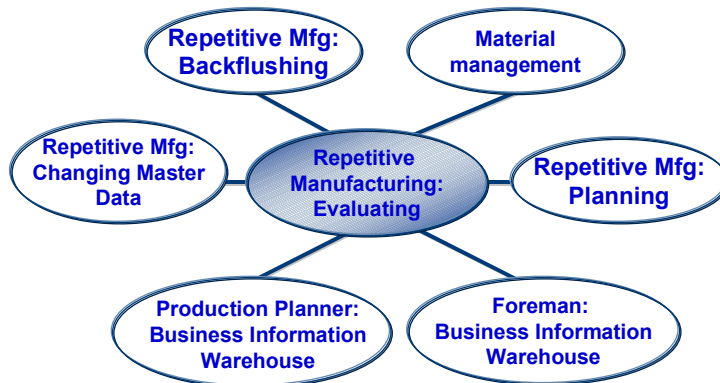 Repetitive Mfg:
Backflushing
Material
management
Repetitive Mfg:
Changing Master
Data
Repetitive
Manufacturing:
Evaluating
Repetitive Mfg:
Planning
Production Planner:
Business Information
Warehouse
Foreman:
Business Information
Warehouse